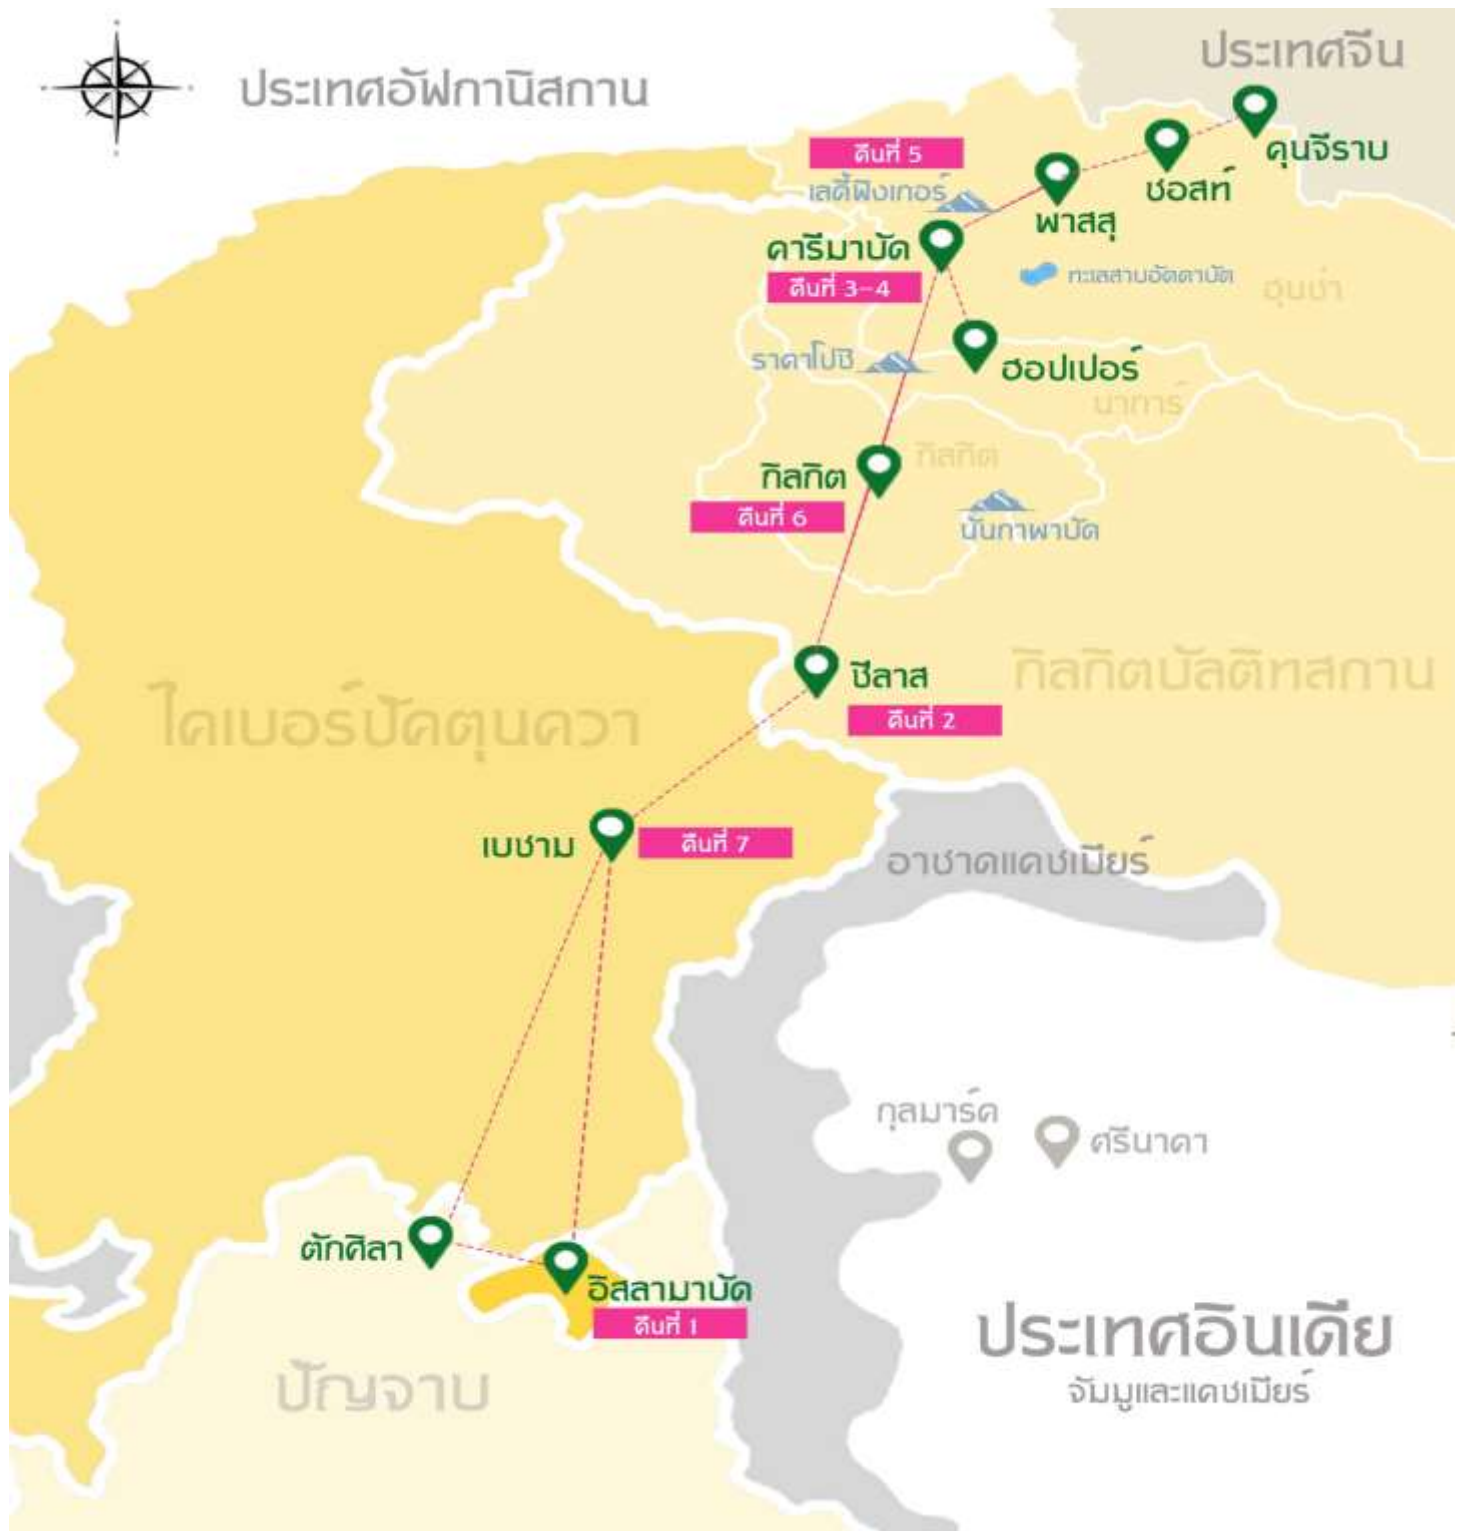 ประเทศจีน
ประเทศอัฟกานิสถาน
คุนจีราบ
คืนที่ 5
ซอสท์
เลดี้ฟิงเกอร์
พาสสุ
คารีมาบัด
ทะเลสาบอัตตาบัด
คืนที่ 3-4
ฮุนซ่า
ราคาโปชิ
ฮอปเปอร์
นาการ์
กิลกิต
กิลกิต
คืนที่ 6
นันกาพาบัต
ชีลาส
กิลกิตบัลติทสถาน
คืนที่ 2
ไคเบอร์ปัคตุนควา
เบชาม
คืนที่ 7
อาซาดแคชเมียร์
กุลมาร์ค
ศรีนาคา
ตักศิลา
อิสลามาบัด
คืนที่ 1
ประเทศอินเดีย
จัมมูและแคชเมียร์
ปัญจาบ